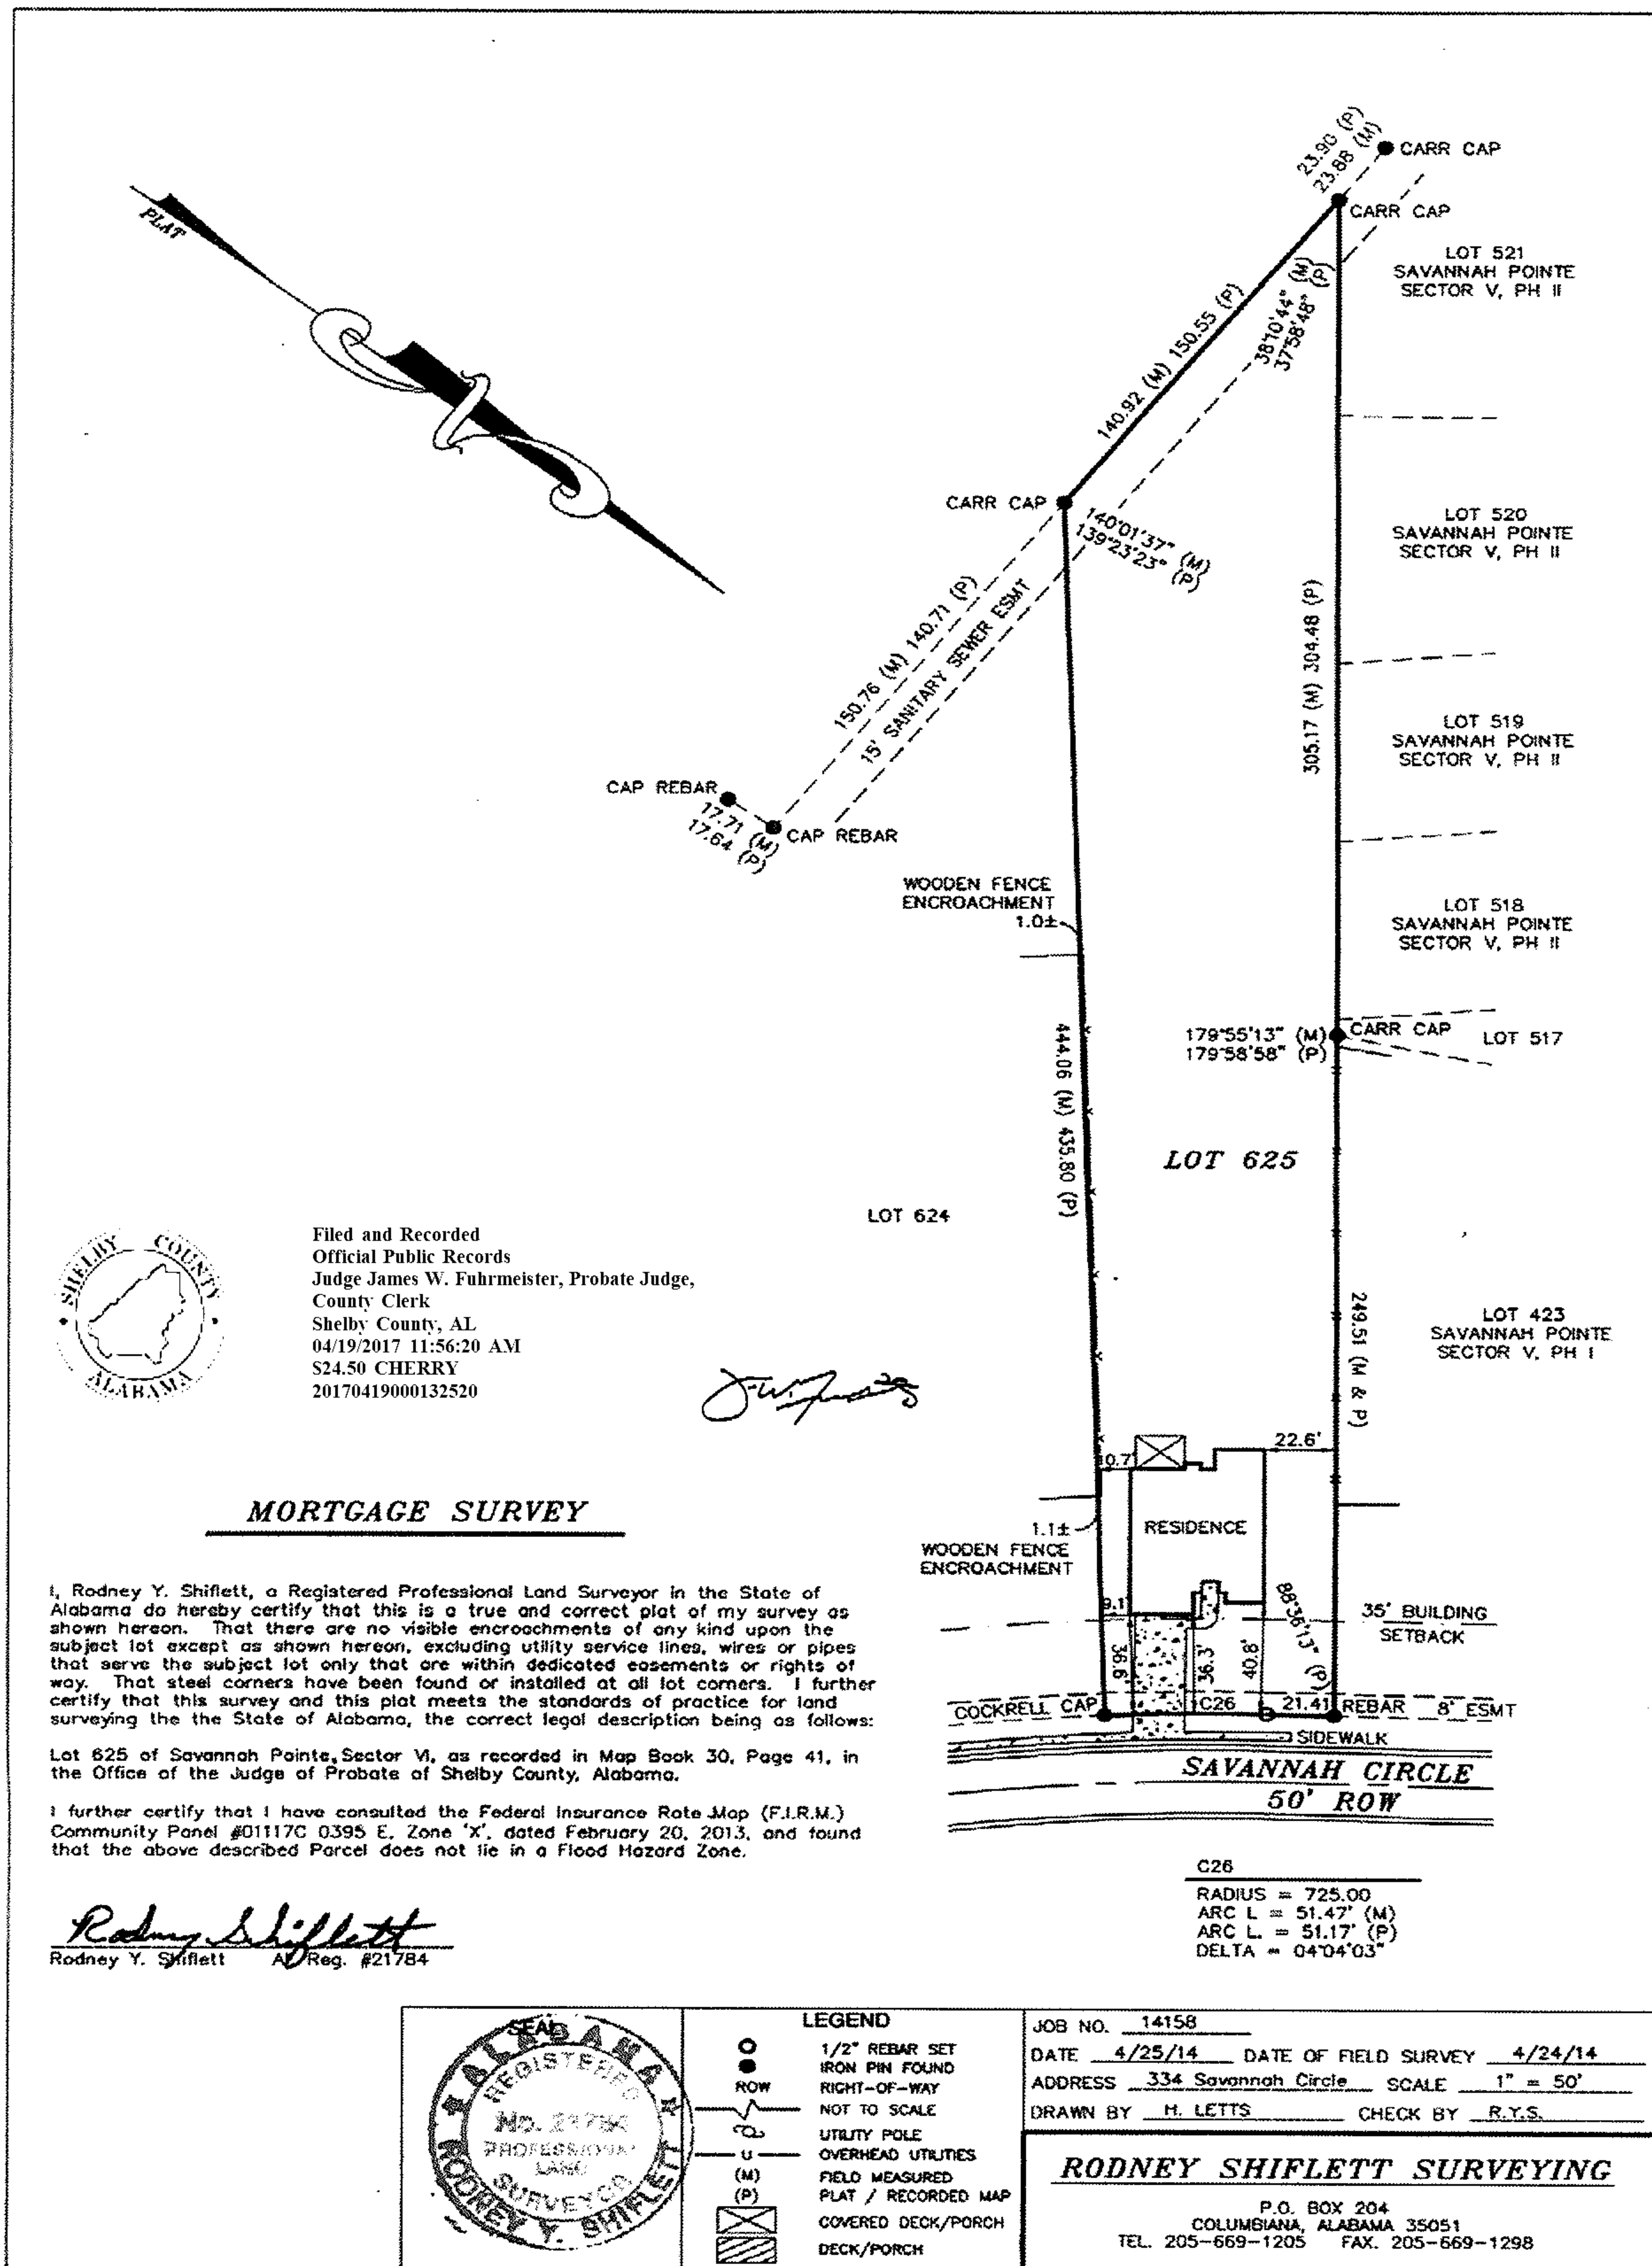 PLAT
23.90 (P)
23.88 (M)
CARR CAP
CARR CAP
LOT 521
SAVANNAH POINTE
SECTOR V, PH II
38°10'44" (M)
37°58'48" (P)
140.92 (M) 150.55 (P)
CARR CAP
140°01'37" (M)
139°23'23" (P)
LOT 520
SAVANNAH POINTE
SECTOR V, PH II
150.76 (M) 140.71 (P)
15' SANITARY SEWER ESMT
305.17 (M) 304.48 (P)
LOT 519
SAVANNAH POINTE
SECTOR V, PH II
CAP REBAR
17.71 (M)
17.64 (P)
CAP REBAR
WOODEN FENCE
ENCROACHMENT
1.0±
LOT 518
SAVANNAH POINTE
SECTOR V, PH II
444.06 (M) 435.80 (P)
179°55'13" (M)
179°58'58" (P)
CARR CAP
LOT 517
LOT 625
LOT 624
SHELBY COUNTY
ALABAMA
Filed and Recorded
Official Public Records
Judge James W. Fuhrmeister, Probate Judge,
County Clerk
Shelby County, AL
04/19/2017 11:56:20 AM
S24.50 CHERRY
20170419000132520
249.51 (M & P)
LOT 423
SAVANNAH POINTE
SECTOR V, PH I
22.6'
0.7'
MORTGAGE SURVEY
1.1±
WOODEN FENCE
ENCROACHMENT
RESIDENCE
9.1'
88°36'13" (P)
35' BUILDING
SETBACK
36.6'
36.3'
40.8'
COCKRELL CAP
C26
21.41
REBAR
8' ESMT
SIDEWALK
SAVANNAH CIRCLE
50' ROW
I, Rodney Y. Shiflett, a Registered Professional Land Surveyor in the State of
Alabama do hereby certify that this is a true and correct plat of my survey as
shown hereon. That there are no visible encroachments of any kind upon the
subject lot except as shown hereon, excluding utility service lines, wires or pipes
that serve the subject lot only that are within dedicated easements or rights of
way. That steel corners have been found or installed at all lot corners. I further
certify that this survey and this plat meets the standards of practice for land
surveying the the State of Alabama, the correct legal description being as follows:
Lot 625 of Savannah Pointe, Sector VI, as recorded in Map Book 30, Page 41, in
the Office of the Judge of Probate of Shelby County, Alabama.
I further certify that I have consulted the Federal Insurance Rate Map (F.I.R.M.)
Community Panel #01117C 0395 E, Zone 'X', dated February 20, 2013, and found
that the above described Parcel does not lie in a Flood Hazard Zone.
Rodney Shiflett
Rodney Y. Shiflett Al Reg. #21784
C26
RADIUS = 725.00
ARC L = 51.47' (M)
ARC L. = 51.17' (P)
DELTA = 04°04'03"
SEAL
ALABAMA
REGISTERED
No. 21784
PROFESSIONAL
LAND
SURVEYOR
RODNEY Y. SHIFLETT
LEGEND
1/2" REBAR SET
IRON PIN FOUND
ROW RIGHT-OF-WAY
NOT TO SCALE
UTILITY POLE
U OVERHEAD UTILITIES
(M) FIELD MEASURED
(P) PLAT / RECORDED MAP
COVERED DECK/PORCH
DECK/PORCH
JOB NO. 14158
DATE 4/25/14 DATE OF FIELD SURVEY 4/24/14
ADDRESS 334 Savannah Circle SCALE 1" = 50'
DRAWN BY H. LETTS CHECK BY R.Y.S.
RODNEY SHIFLETT SURVEYING
P.O. BOX 204
COLUMBIANA, ALABAMA 35051
TEL. 205-669-1205 FAX. 205-669-1298